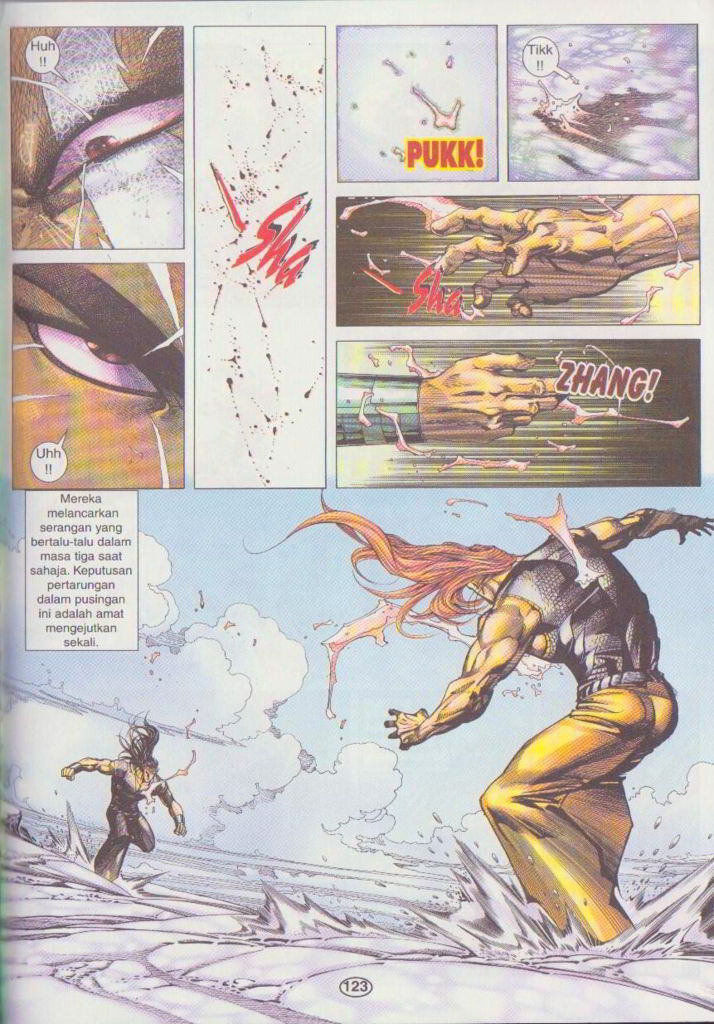 Huh
!!
Sha
PUKK!
Tikk
!!
Sha
ZHANG!
Uhh
!!
Mereka
melancarkan
serangan yang
bertalu-talu dalam
masa tiga saat
sahaja. Keputusan
pertarungan
dalam pusingan
ini adalah amat
mengejutkan
sekali.
123